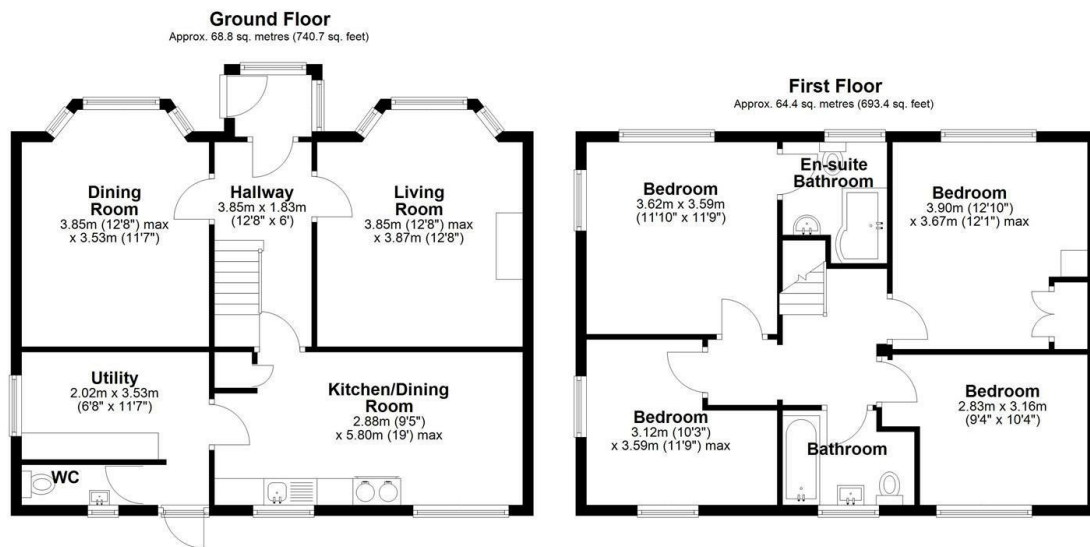 Ground Floor
Approx. 68.8 sq. metres (740.7 sq. feet)
Dining
Room
3.85m (12'8") max
x 3.53m (11'7")
Hallway
3.85m x 1.83m
(12'8" x 6')
Living
Room
3.85m (12'8") max
x 3.87m (12'8")
Utility
2.02m x 3.53m
(6'8" x 11'7")
Kitchen/Dining
Room
2.88m (9'5")
x 5.80m (19') max
WC
First Floor
Approx. 64.4 sq. metres (693.4 sq. feet)
Bedroom
3.62m x 3.59m
(11'10" x 11'9")
En-suite
Bathroom
Bedroom
3.90m (12'10")
x 3.67m (12'1") max
Bedroom
3.12m (10'3")
x 3.59m (11'9") max
Bathroom
Bedroom
2.83m x 3.16m
(9'4" x 10'4")